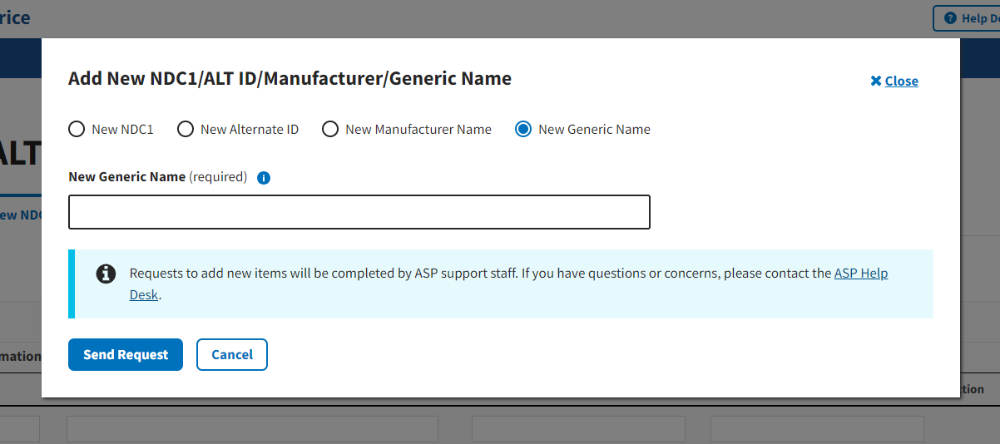 rice
Help De
Add New NDC1/ALT ID/Manufacturer/Generic Name
Close
New NDC1
New Alternate ID
New Manufacturer Name
New Generic Name
ALT
New Generic Name (required)
ew NDC
Requests to add new items will be completed by ASP support staff. If you have questions or concerns, please contact the ASP Help
Desk.
Send Request
Cancel
mation
ction